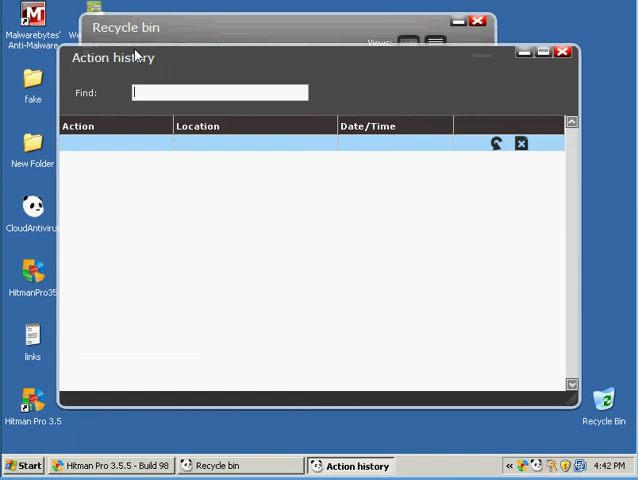 Malwarebytes'
Anti-Malware
Recycle bin
Views:
Action history
Find:
fake
Action
Location
Date/Time
New Folder
CloudAntivirus
HitmanPro35
links
Hitman Pro 3.5
Recycle Bin
Start
Hitman Pro 3.5.5 - Build 98
Recycle bin
Action history
4:42 PM